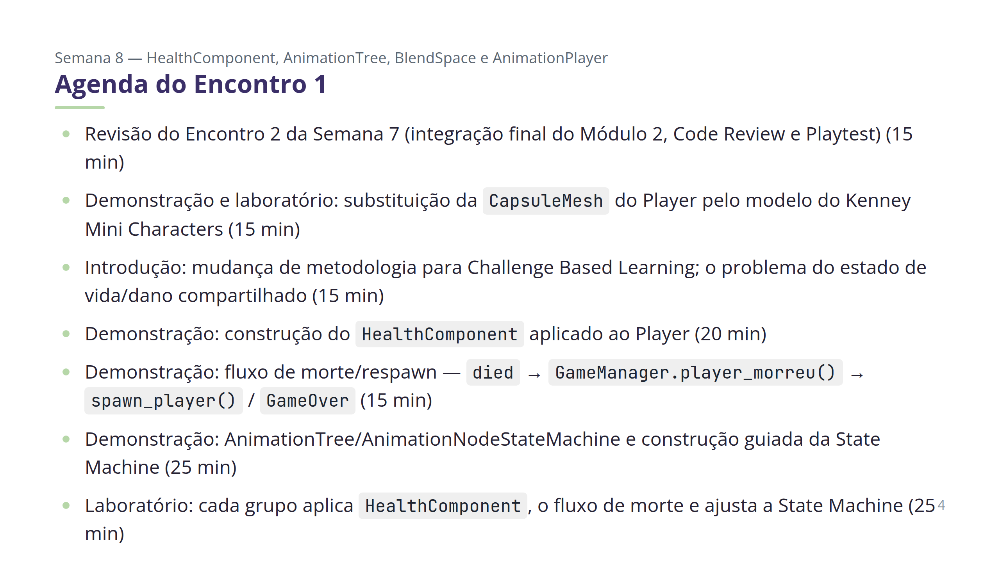 Semana 8 — HealthComponent, AnimationTree, BlendSpace e AnimationPlayer
Agenda do Encontro 1
Revisão do Encontro 2 da Semana 7 (integração final do Módulo 2, Code Review e Playtest) (15
min)
Demonstração e laboratório: substituição da CapsuleMesh do Player pelo modelo do Kenney
Mini Characters (15 min)
Introdução: mudança de metodologia para Challenge Based Learning; o problema do estado de
vida/dano compartilhado (15 min)
Demonstração: construção do HealthComponent aplicado ao Player (20 min)
Demonstração: fluxo de morte/respawn — died → GameManager.player_morreu() →
spawn_player() / GameOver (15 min)
Demonstração: AnimationTree/AnimationNodeStateMachine e construção guiada da State
Machine (25 min)
Laboratório: cada grupo aplica HealthComponent, o fluxo de morte e ajusta a State Machine (25
min)
4